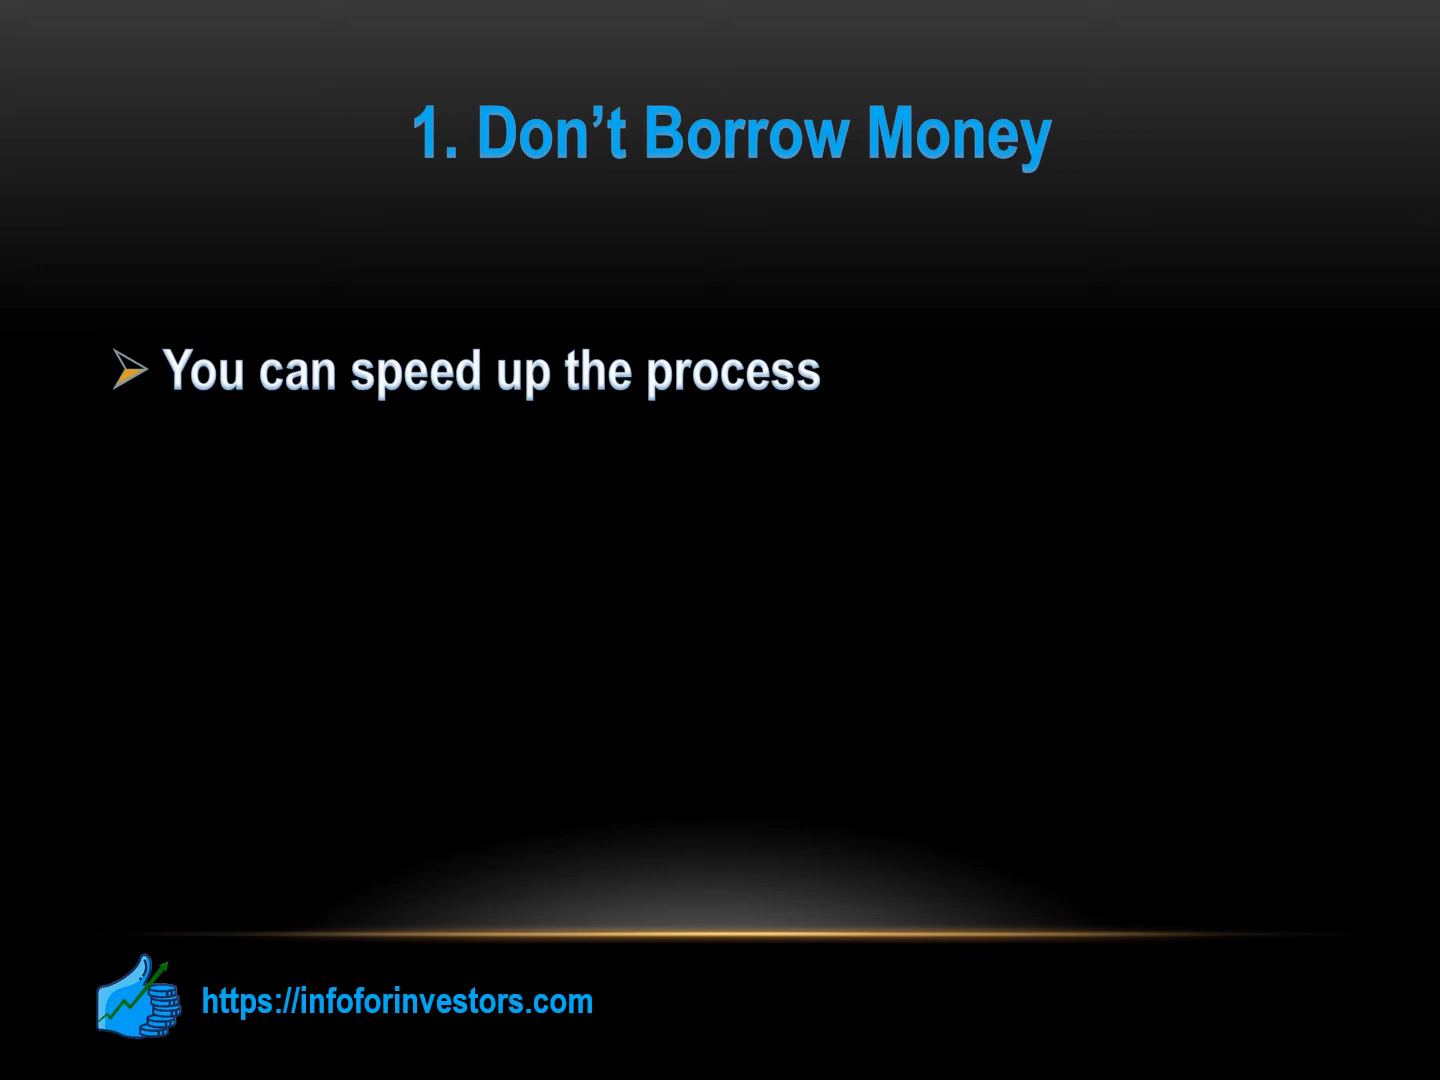 1. Don’t Borrow Money
You can speed up the process
https://infoforinvestors.com